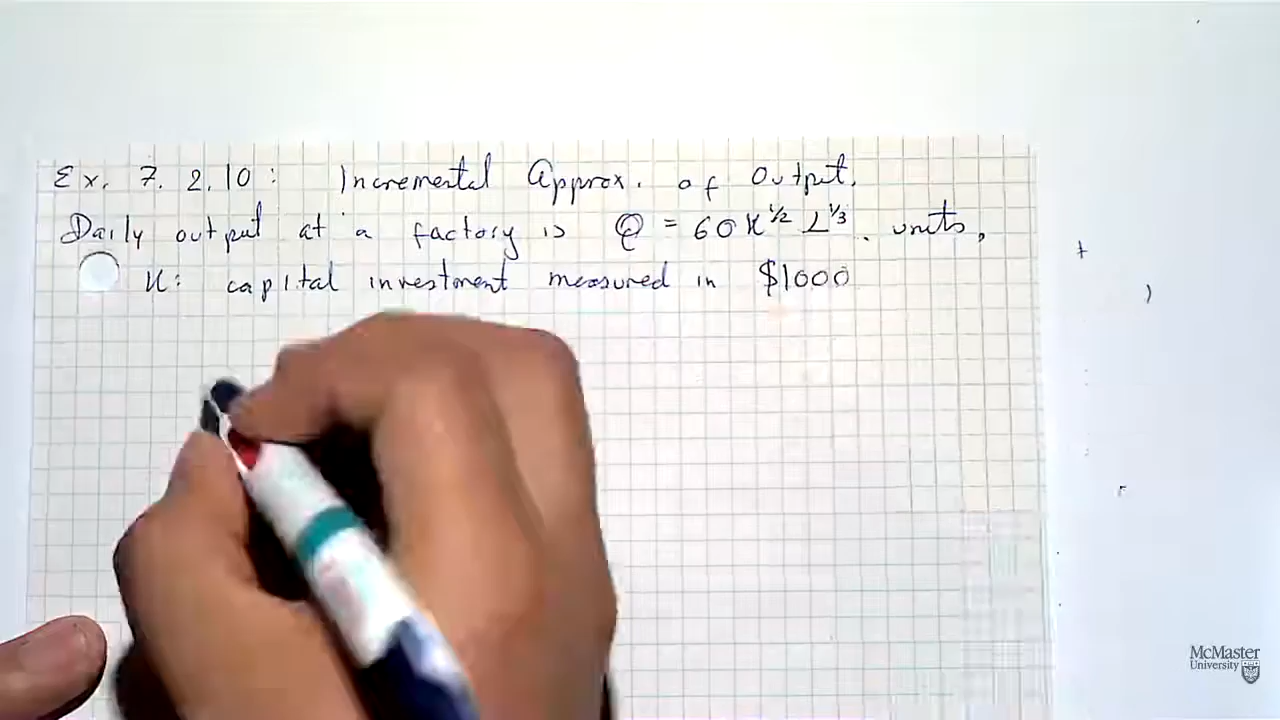 Ex. 7.2.10: Incremental Approx. of Output.
Daily output at a factory is Q = 60K^1/2 L^1/3. units,
K: capital investment measured in $1000
McMaster
University